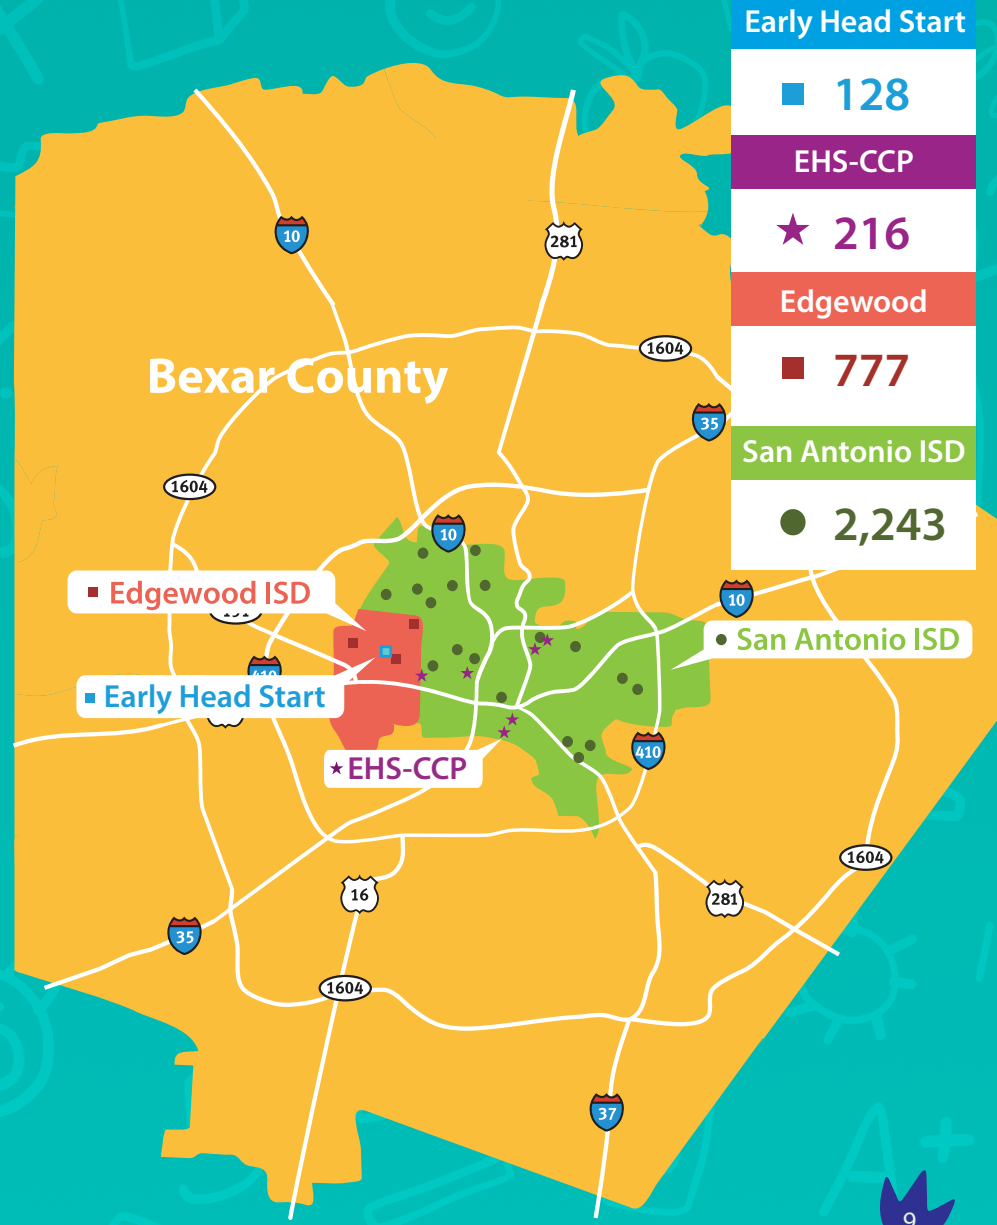 Early Head Start
128
EHS-CCP
216
Edgewood
777
San Antonio ISD
2,243
10
281
1604
Bexar County
35
1604
10
Edgewood ISD
10
151
San Antonio ISD
410
Early Head Start
410
EHS-CCP
1604
16
281
35
1604
37
9